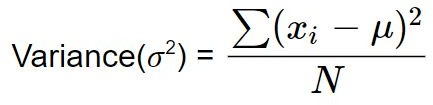 Variance(σ²) = ∑(xᵢ − μ)² / N